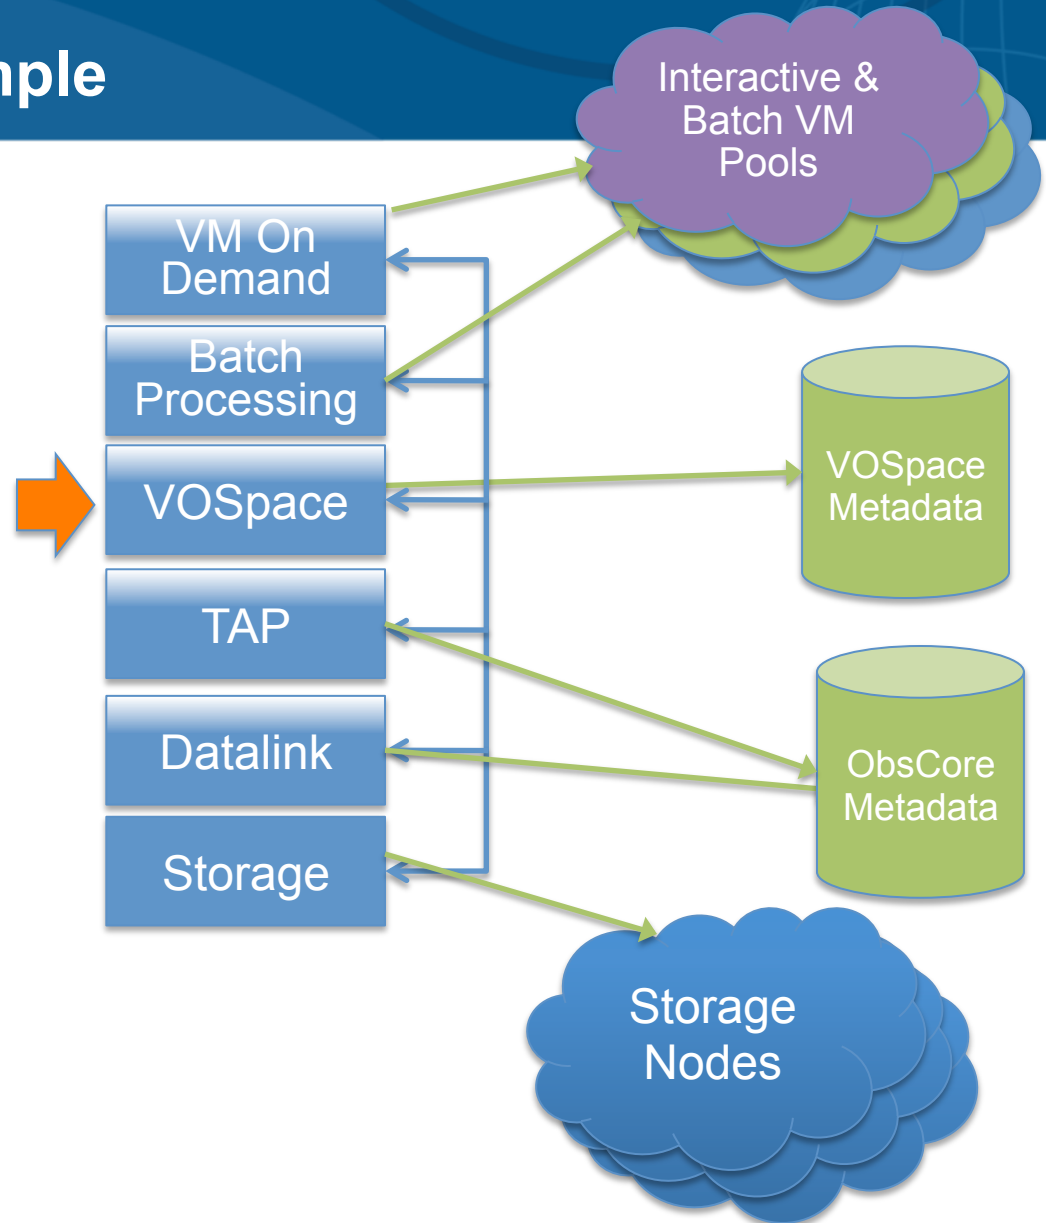 mple
Interactive &
Batch VM
Pools
VM On
Demand
Batch
Processing
VOSpace
VOSpace
Metadata
TAP
Datalink
ObsCore
Metadata
Storage
Storage
Nodes